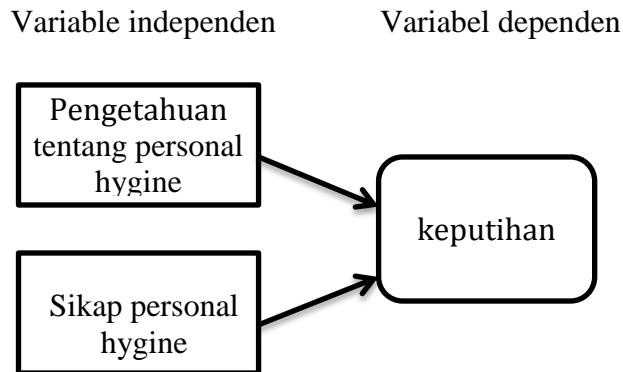 Variable independen Variabel dependen
Pengetahuan
tentang personal
hygine
keputihan
Sikap personal
hygine